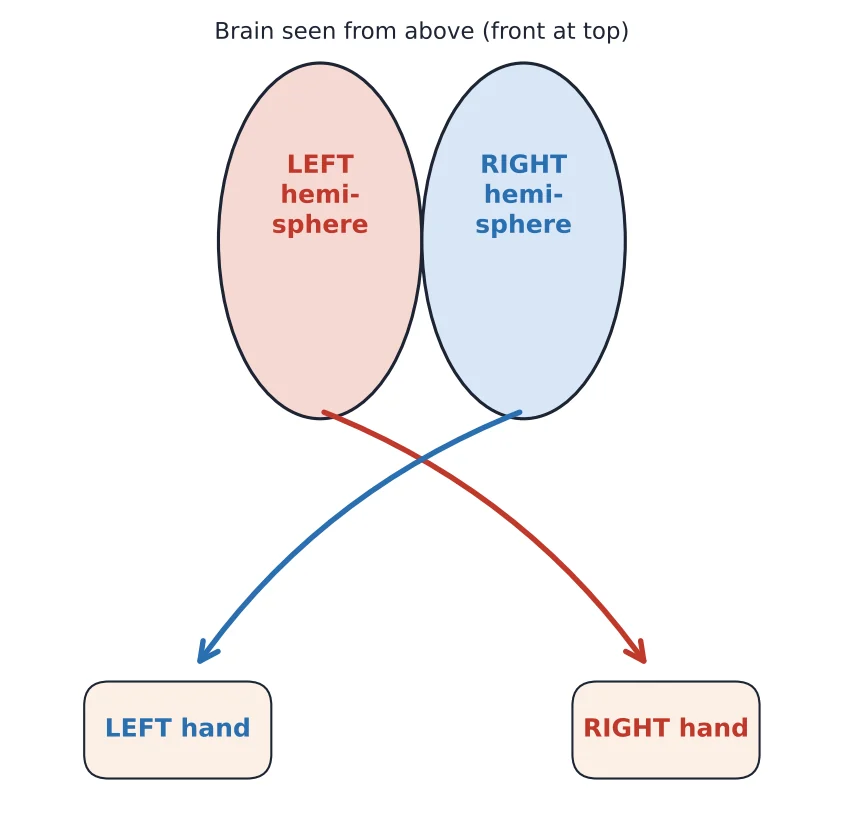 Brain seen from above (front at top)
LEFT
hemi-
sphere
RIGHT
hemi-
sphere
LEFT hand
RIGHT hand